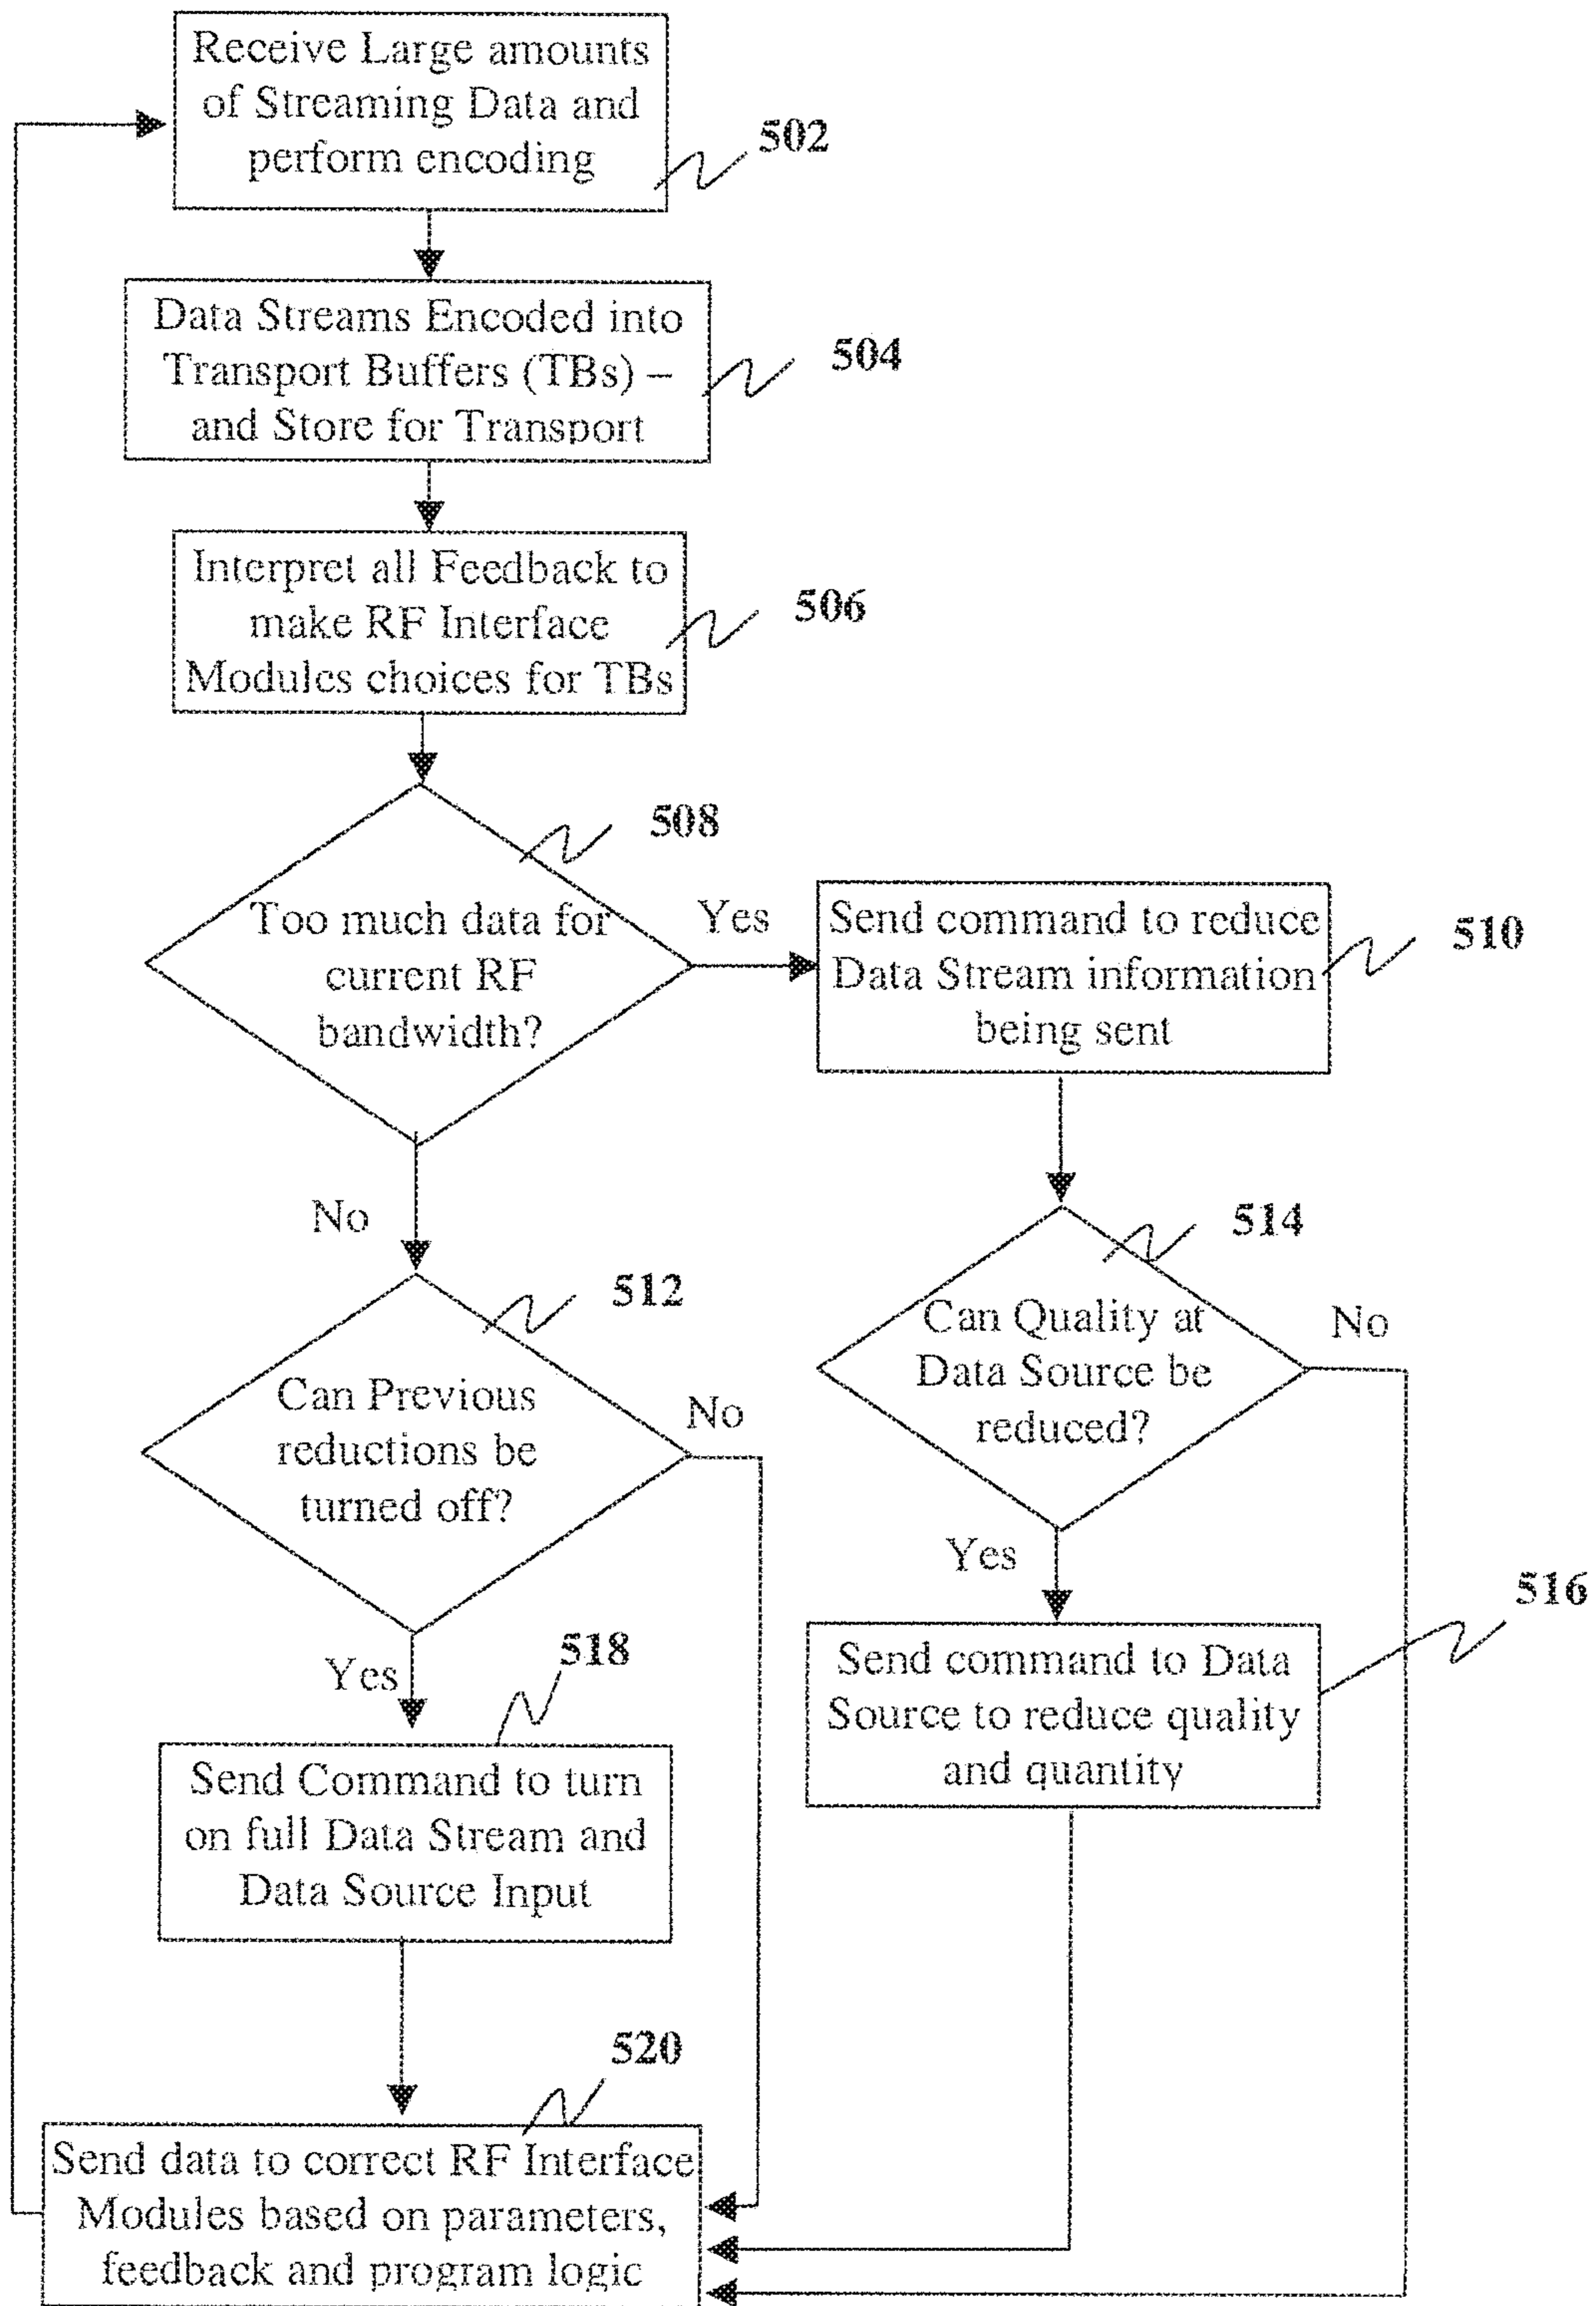 Receive Large amounts
of Streaming Data and
perform encoding
502
Data Streams Encoded into
Transport Buffers (TBs) –
and Store for Transport
504
Interpret all Feedback to
make RF Interface
Modules choices for TBs
506
508
Too much data for
current RF
bandwidth?
Yes
No
Send command to reduce
Data Stream information
being sent
510
512
Can Previous
reductions be
turned off?
No
Yes
514
Can Quality at
Data Source be
reduced?
No
Yes
516
Send command to Data
Source to reduce quality
and quantity
518
Send Command to turn
on full Data Stream and
Data Source Input
520
Send data to correct RF Interface
Modules based on parameters,
feedback and program logic